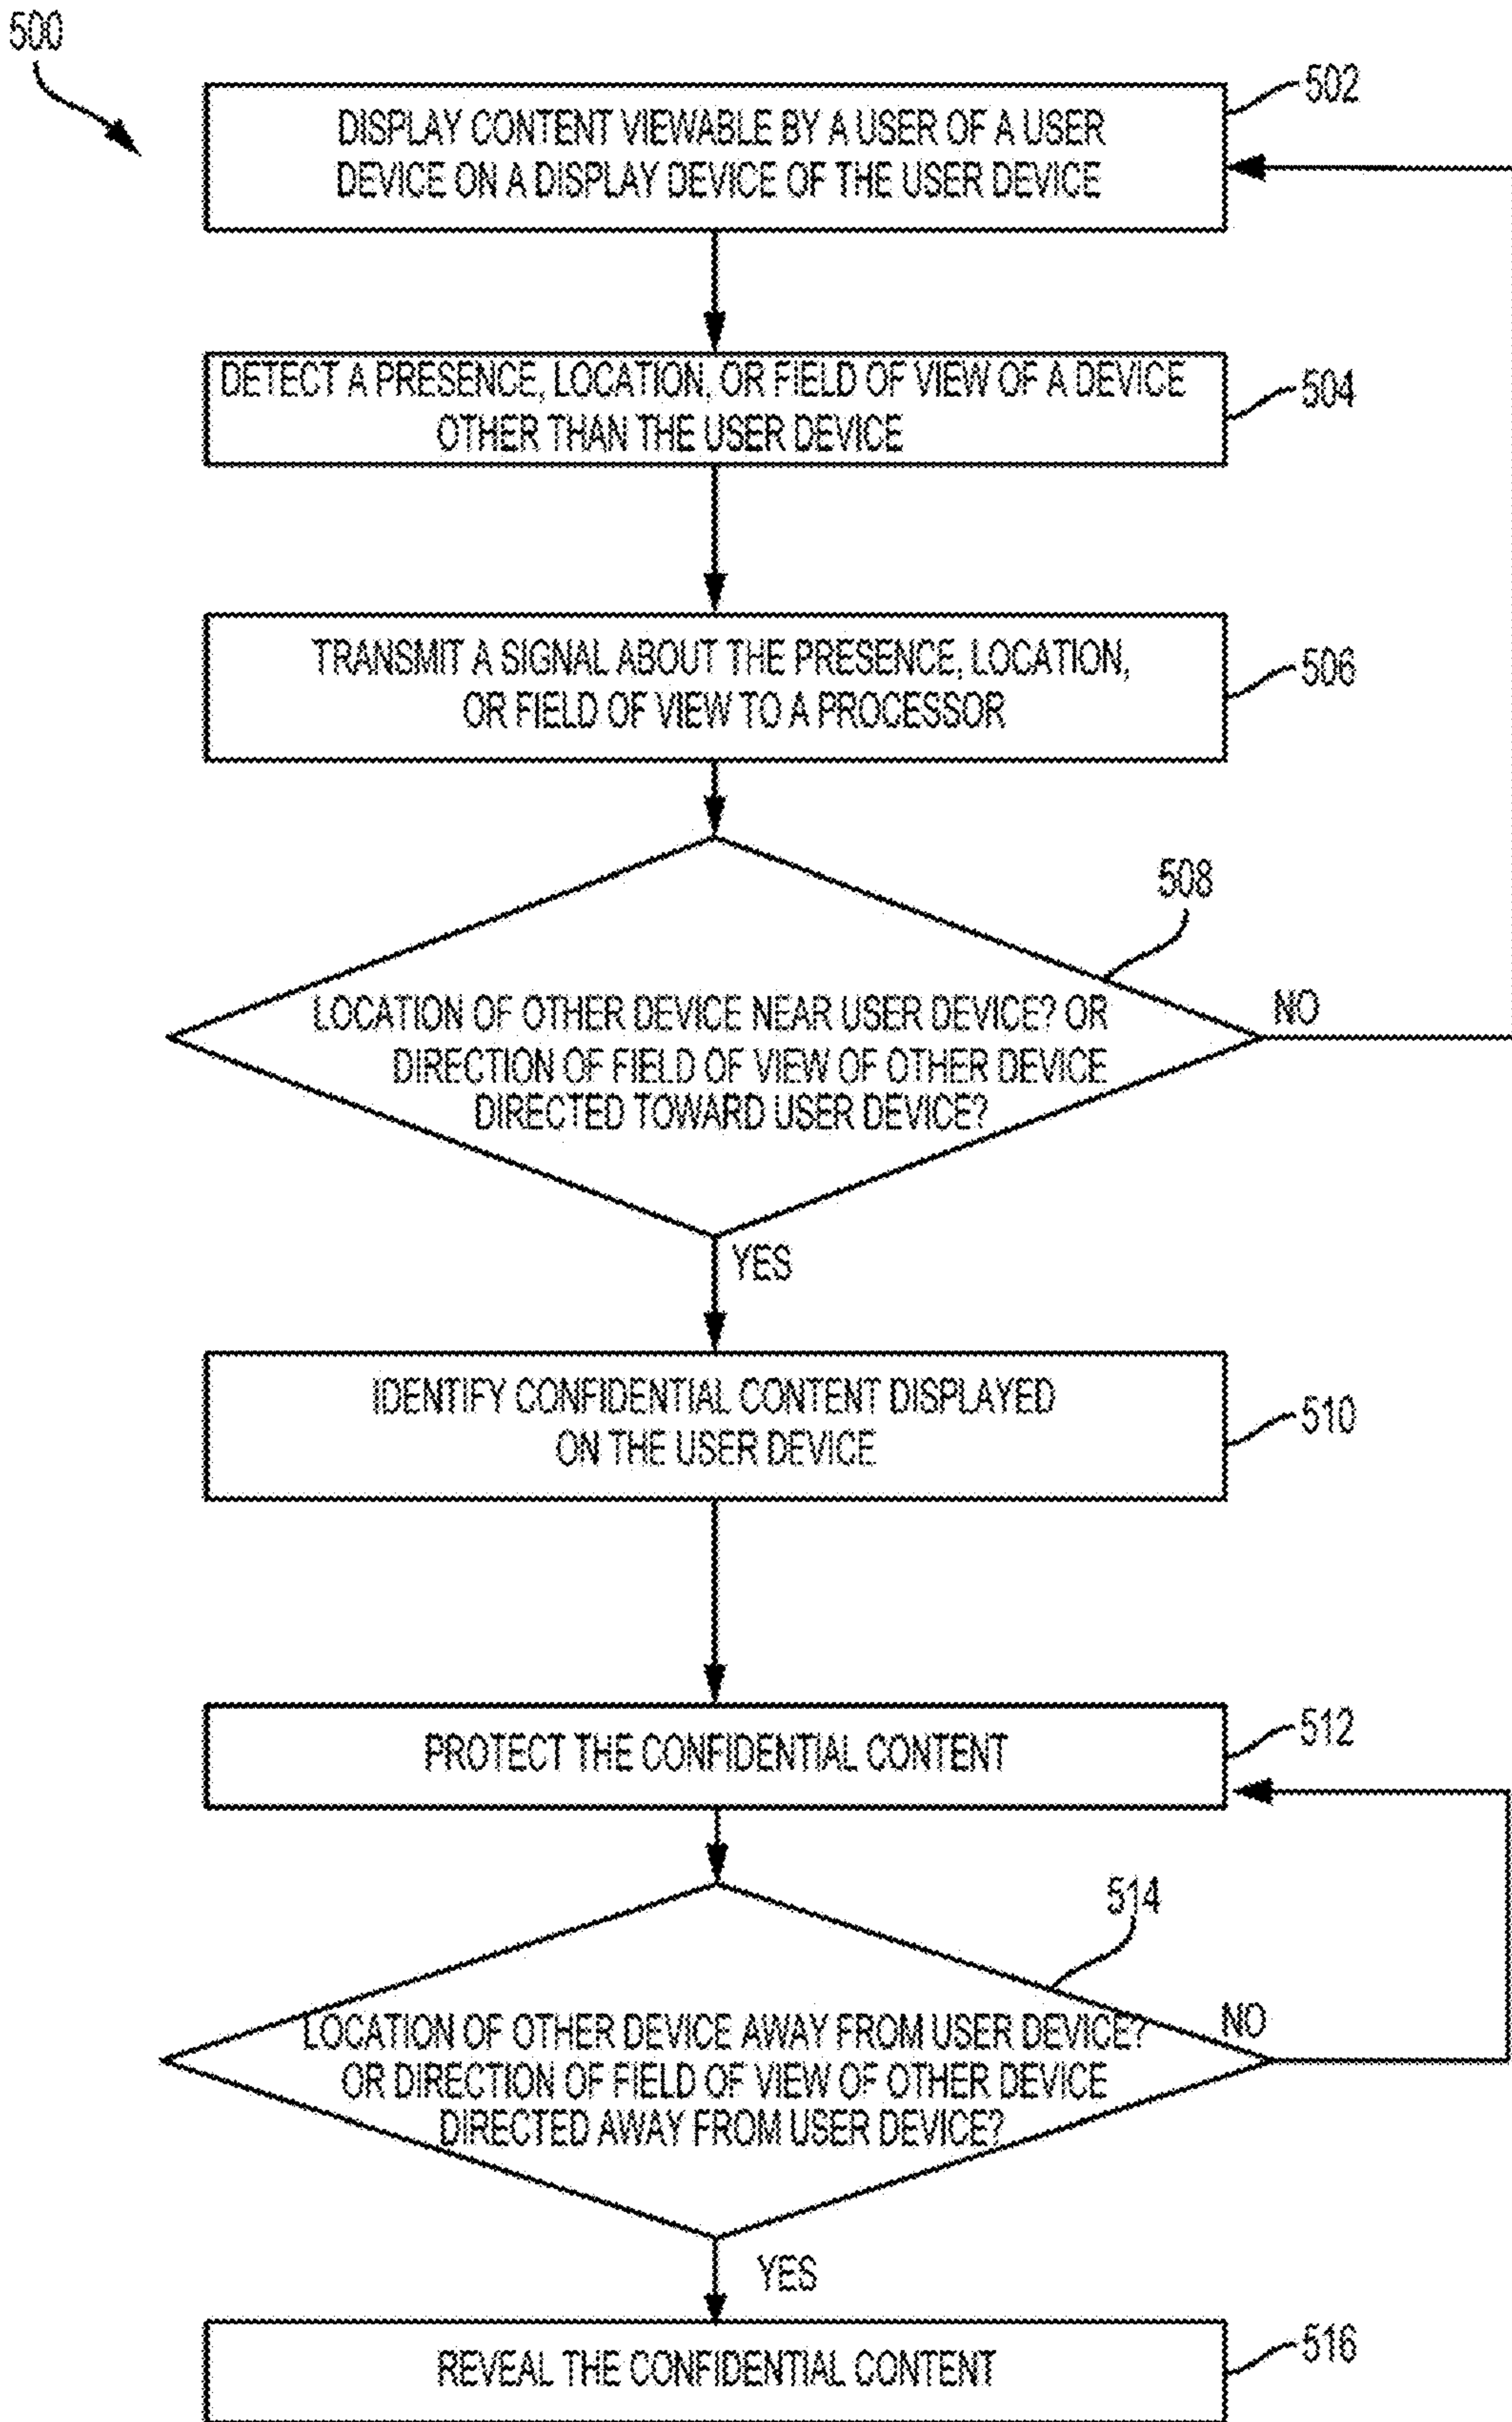 500
502
DISPLAY CONTENT VIEWABLE BY A USER OF A USER
DEVICE ON A DISPLAY DEVICE OF THE USER DEVICE
504
DETECT A PRESENCE, LOCATION, OR FIELD OF VIEW OF A DEVICE
OTHER THAN THE USER DEVICE
506
TRANSMIT A SIGNAL ABOUT THE PRESENCE, LOCATION,
OR FIELD OF VIEW TO A PROCESSOR
508
LOCATION OF OTHER DEVICE NEAR USER DEVICE? OR
DIRECTION OF FIELD OF VIEW OF OTHER DEVICE
DIRECTED TOWARD USER DEVICE?
NO
YES
510
IDENTIFY CONFIDENTIAL CONTENT DISPLAYED
ON THE USER DEVICE
512
PROTECT THE CONFIDENTIAL CONTENT
514
LOCATION OF OTHER DEVICE AWAY FROM USER DEVICE?
OR DIRECTION OF FIELD OF VIEW OF OTHER DEVICE
DIRECTED AWAY FROM USER DEVICE?
NO
YES
516
REVEAL THE CONFIDENTIAL CONTENT